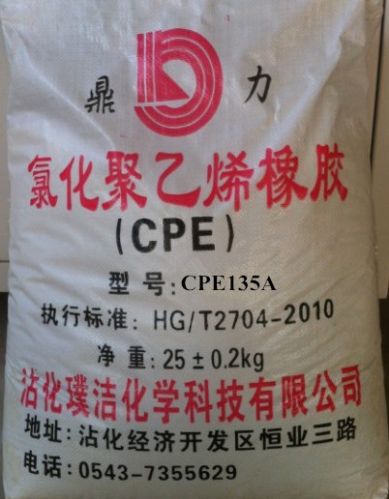 鼎 力
氯化聚乙烯橡胶
(CPE)
型号:CPE135A
执行标准: HG/T2704-2010
净重:25±0.2kg
沾化璞洁化学科技有限公司
地址:沾化经济开发区恒业三路
电话:0543-7355629